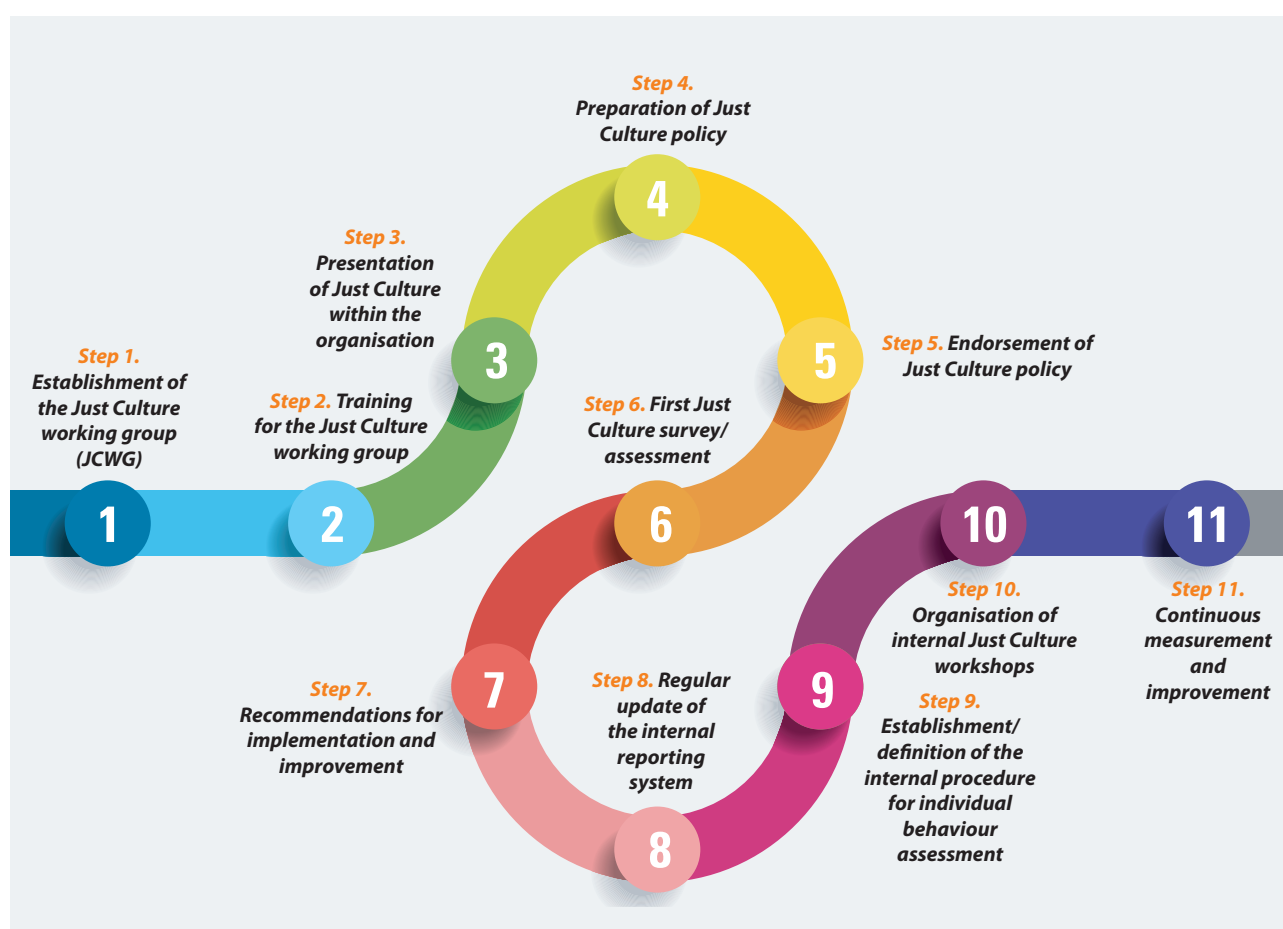 Step 1.
Establishment of
the Just Culture
working group
(JCWG)
1
Step 2. Training
for the Just Culture
working group
2
Step 3.
Presentation
of Just Culture
within the
organisation
3
Step 4.
Preparation of Just
Culture policy
4
Step 5. Endorsement of
Just Culture policy
5
Step 6. First Just
Culture survey/
assessment
6
Step 7.
Recommendations for
implementation and
improvement
7
Step 8. Regular
update of
the internal
reporting
system
8
Step 9.
Establishment/
definition of the
internal procedure
for individual
behaviour
assessment
9
Step 10.
Organisation of
internal Just Culture
workshops
10
Step 11.
Continuous
measurement
and
improvement
11